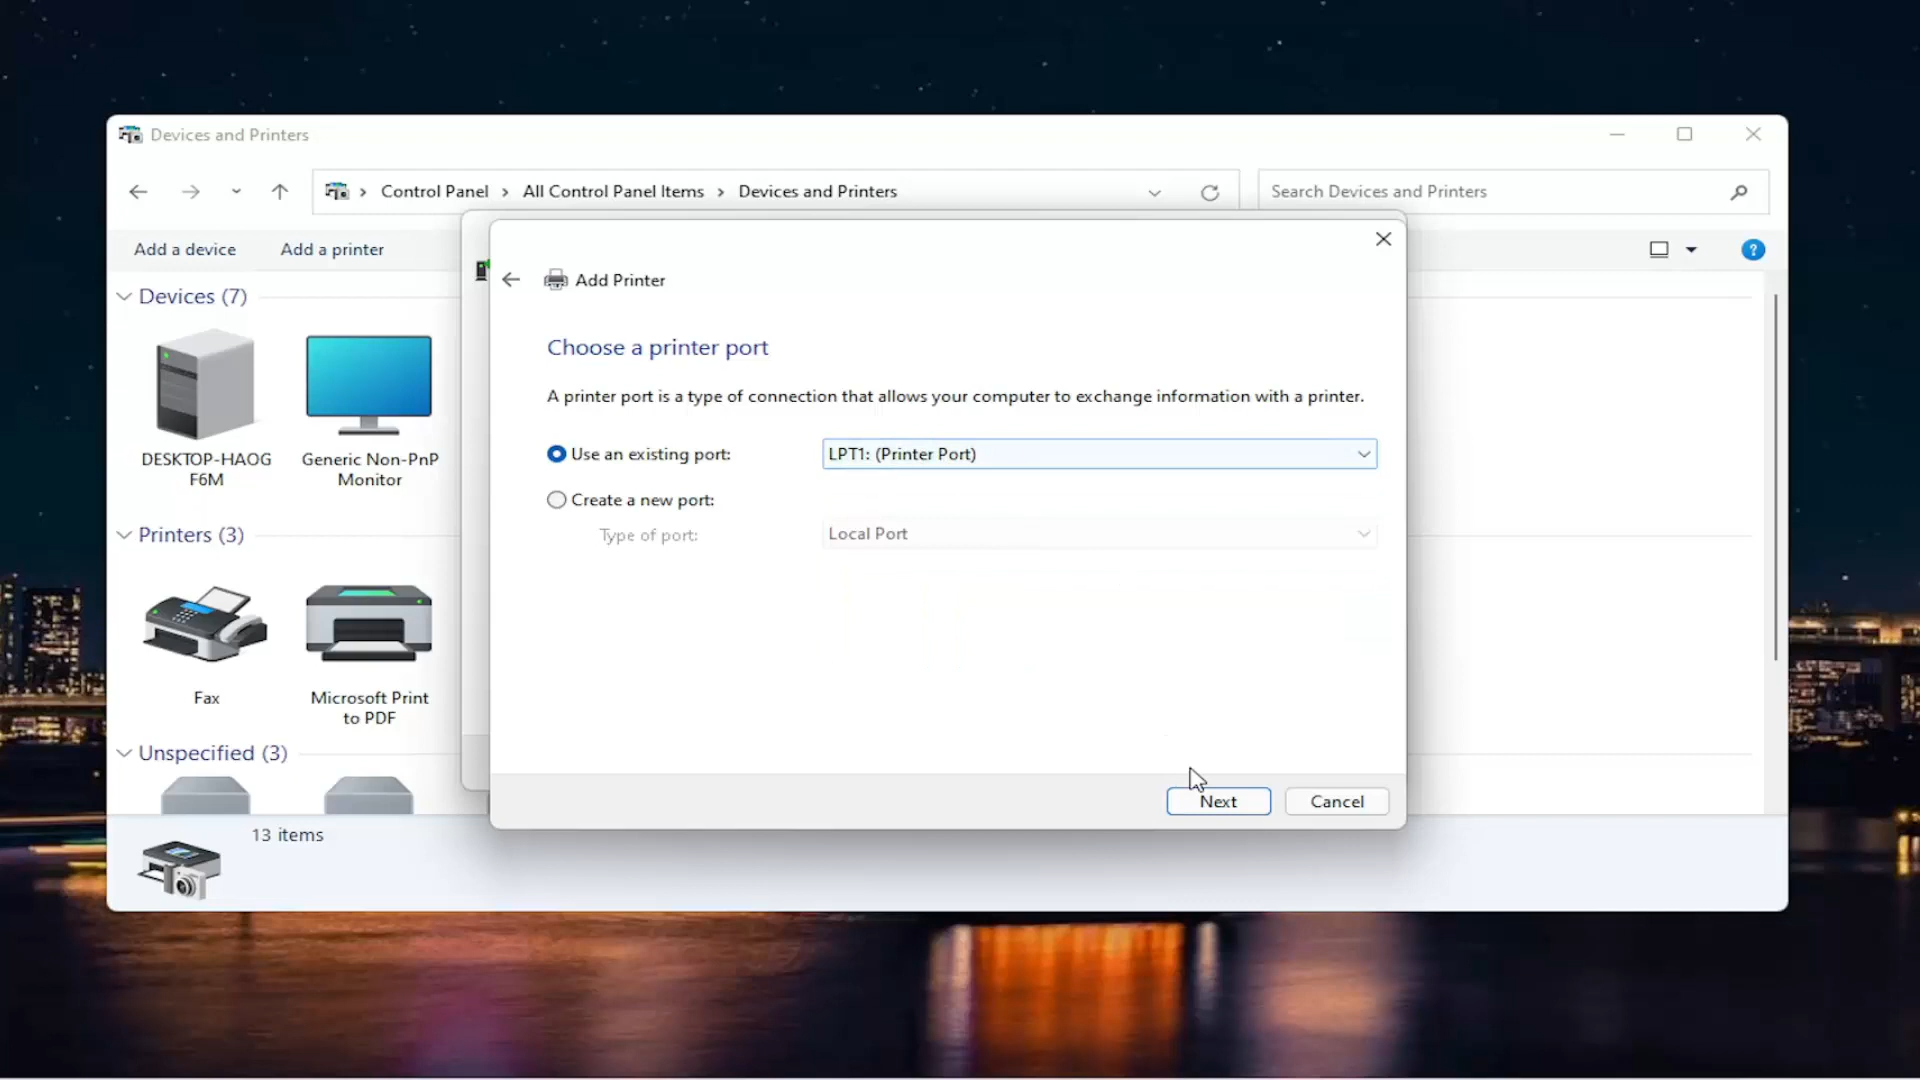 Devices and Printers
Control Panel > All Control Panel Items > Devices and Printers
Search Devices and Printers
Add a device
Add a printer
?
Devices (7)
DESKTOP-HAOG
F6M
Generic Non-PnP
Monitor
Printers (3)
Fax
Microsoft Print
to PDF
Unspecified (3)
13 items
Add Printer
Choose a printer port
A printer port is a type of connection that allows your computer to exchange information with a printer.
Use an existing port:
LPT1: (Printer Port)
Create a new port:
Type of port:
Local Port
Next
Cancel